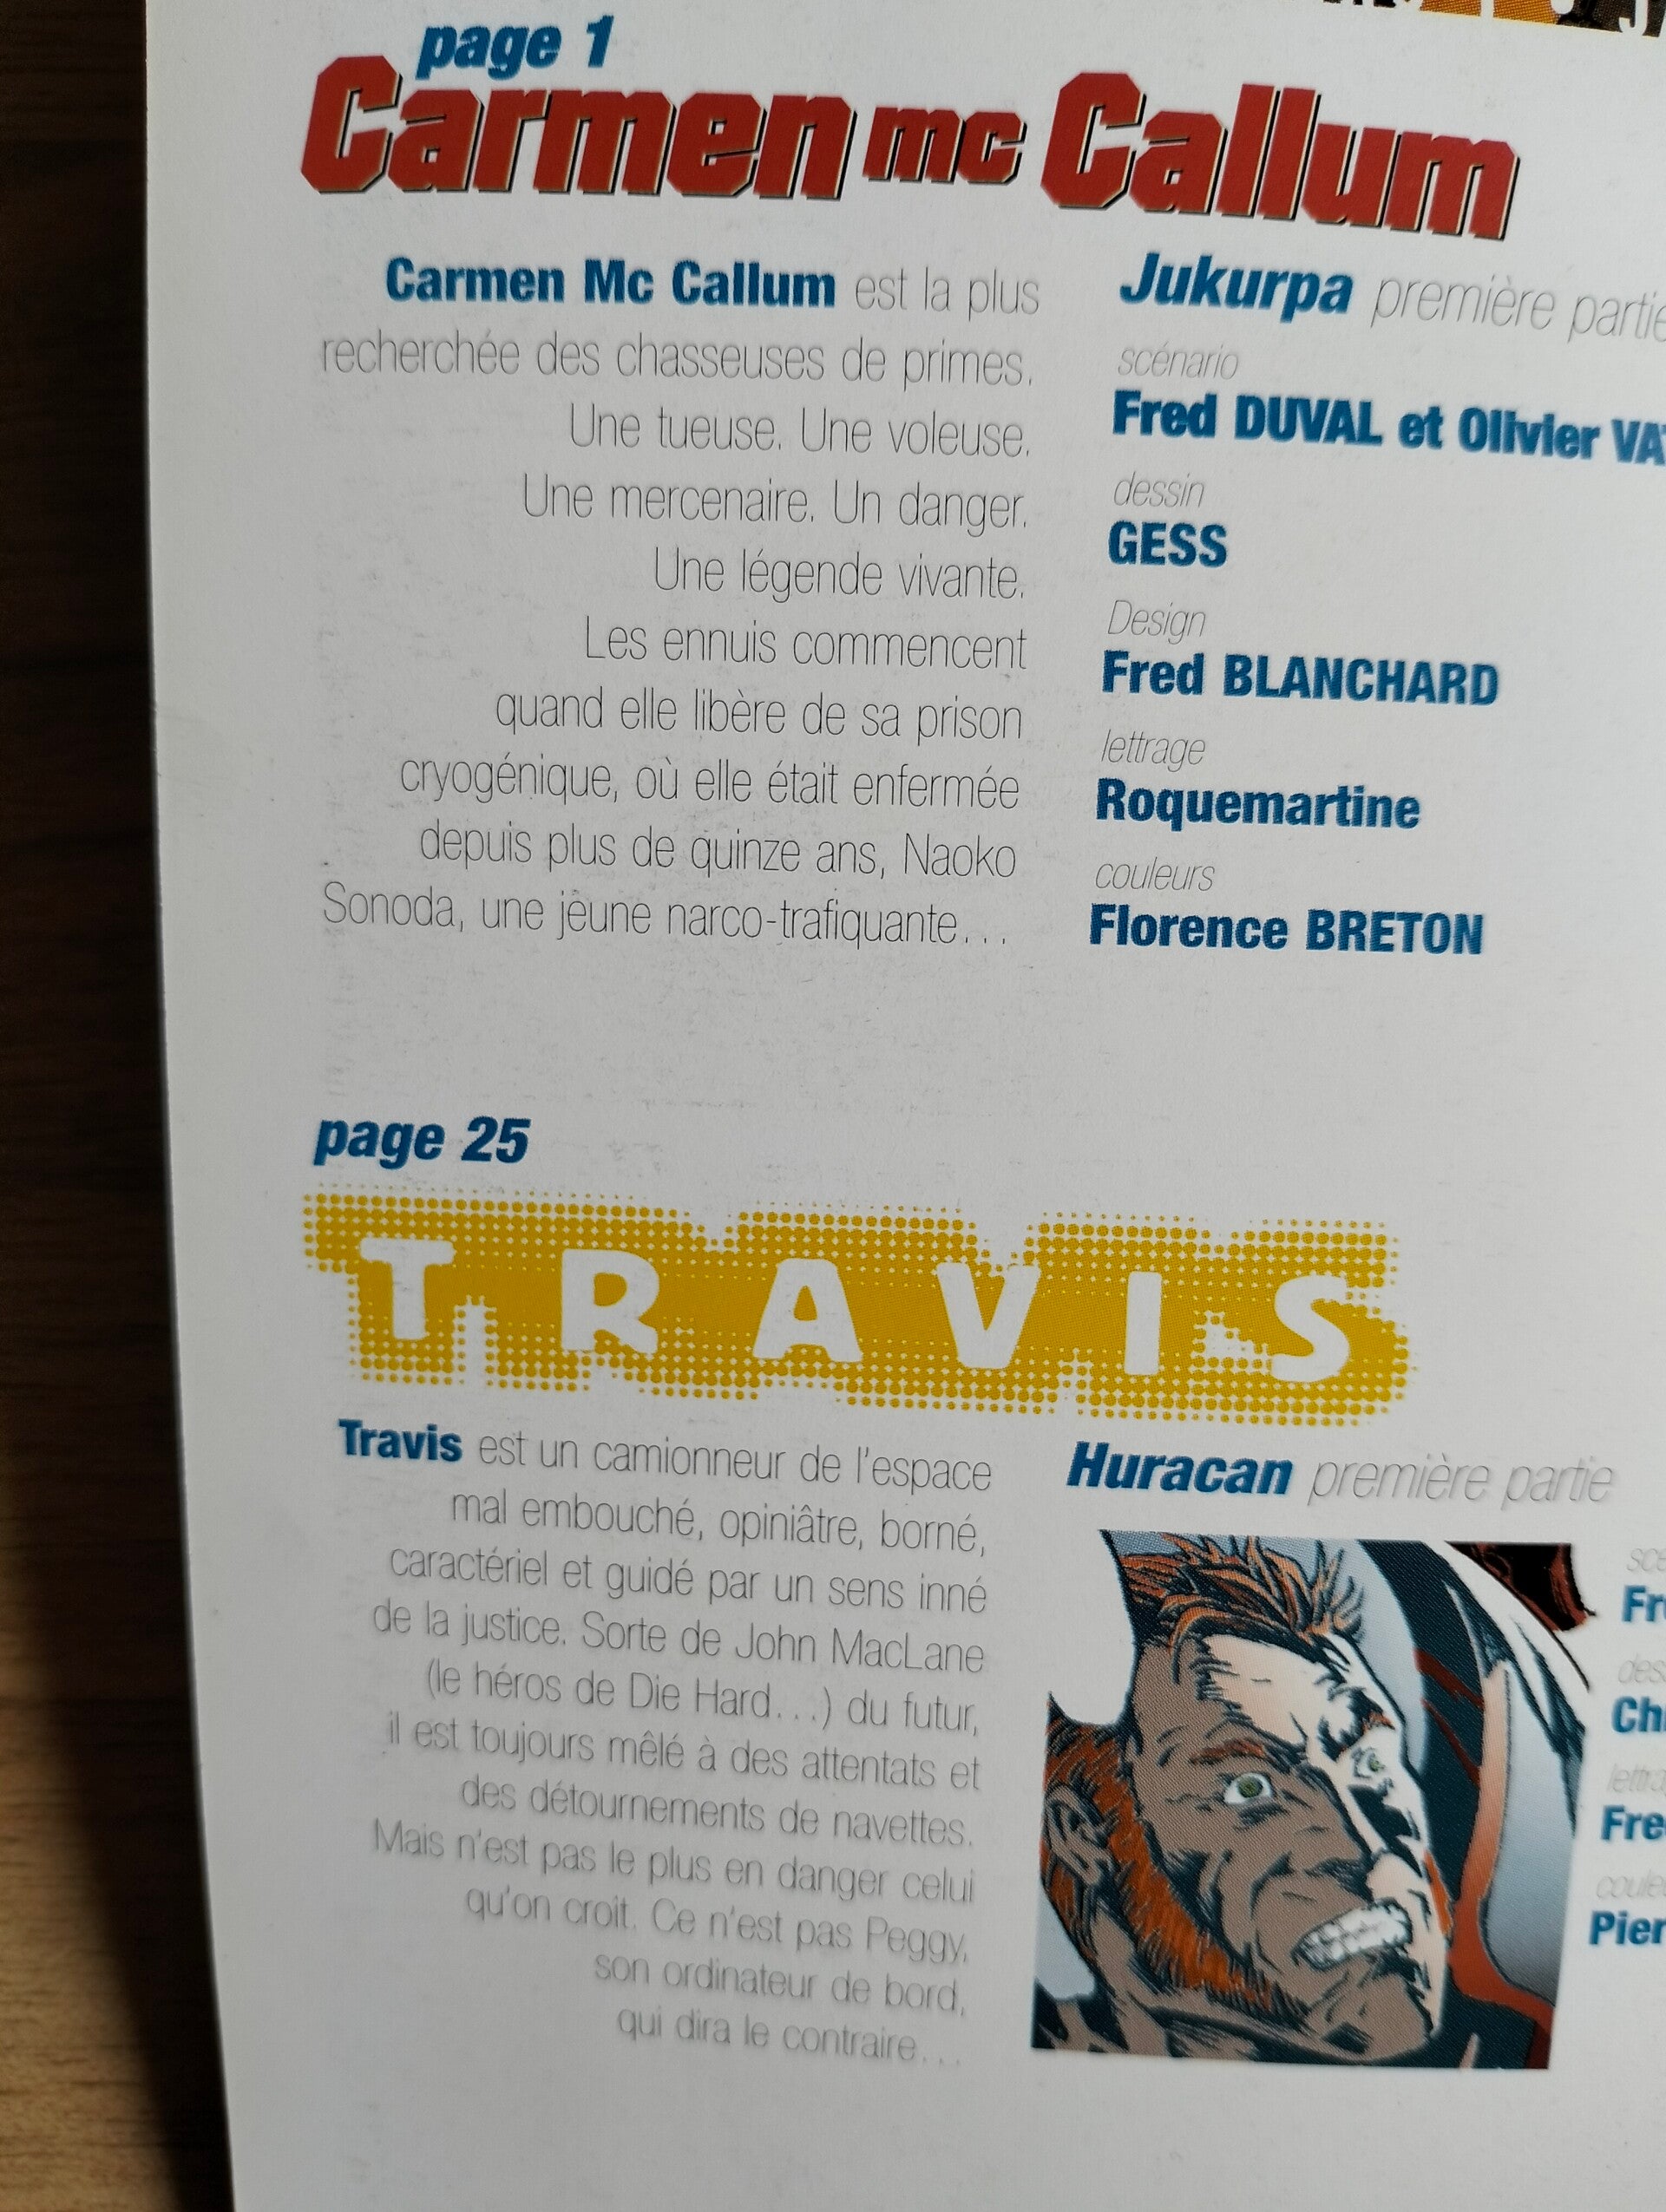 page 1
Carmen mc Callum
Carmen Mc Callum est la plus
recherchée des chasseuses de primes.
Une tueuse. Une voleuse.
Une mercenaire. Un danger.
Une légende vivante.
Les ennuis commencent
quand elle libère de sa prison
cryogénique, où elle était enfermée
depuis plus de quinze ans, Naoko
Sonoda, une jeune narco-trafiquante...
Jukurpa première partie
scénario
Fred DUVAL et Olivier
dessin
GESS
Design
Fred BLANCHARD
lettrage
Roquemartine
couleurs
Florence BRETON
page 25
TRAVIS
Travis est un camionneur de l'espace
mal embouché, opiniâtre, borné,
caractériel et guidé par un sens inné
de la justice. Sorte de John MacLane
(le héros de Die Hard...) du futur,
il est toujours mêlé à des attentats et
des détournements de navettes.
Mais n'est pas le plus en danger celui
qu'on croit. Ce n'est pas Peggy,
son ordinateur de bord,
qui dira le contraire...
Huracan première partie